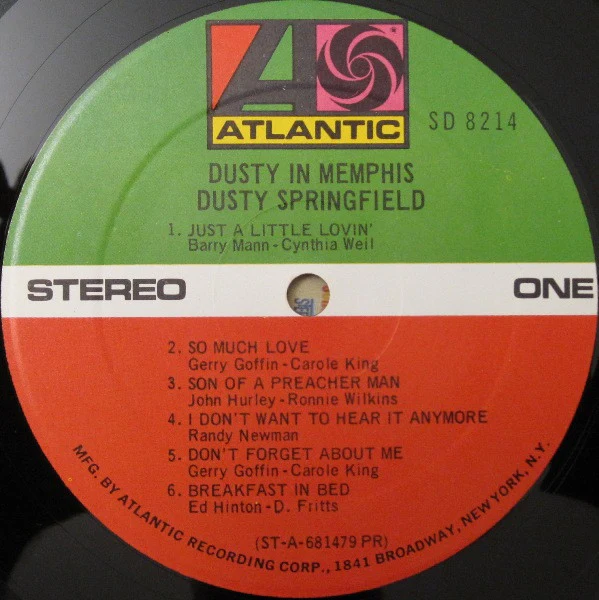 ATLANTIC
SD 8214
DUSTY IN MEMPHIS
DUSTY SPRINGFIELD
1. JUST A LITTLE LOVIN'
Barry Mann - Cynthia Weil
STEREO
ONE
2. SO MUCH LOVE
Gerry Goffin - Carole King
3. SON OF A PREACHER MAN
John Hurley - Ronnie Wilkins
4. I DON'T WANT TO HEAR IT ANYMORE
Randy Newman
5. DON'T FORGET ABOUT ME
Gerry Goffin - Carole King
6. BREAKFAST IN BED
Ed Hinton - D. Fritts
(ST-A-681479 PR)
MFG. BY ATLANTIC RECORDING CORP., 1841 BROADWAY, NEW YORK, N.Y.